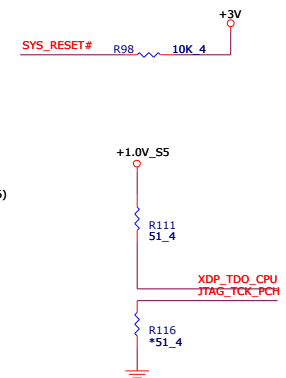 +3V
SYS_RESET#
R98
10K_4
+1.0V_S5
R111
51_4
XDP_TDO_CPU
JTAG_TCK_PCH
R116
*51_4